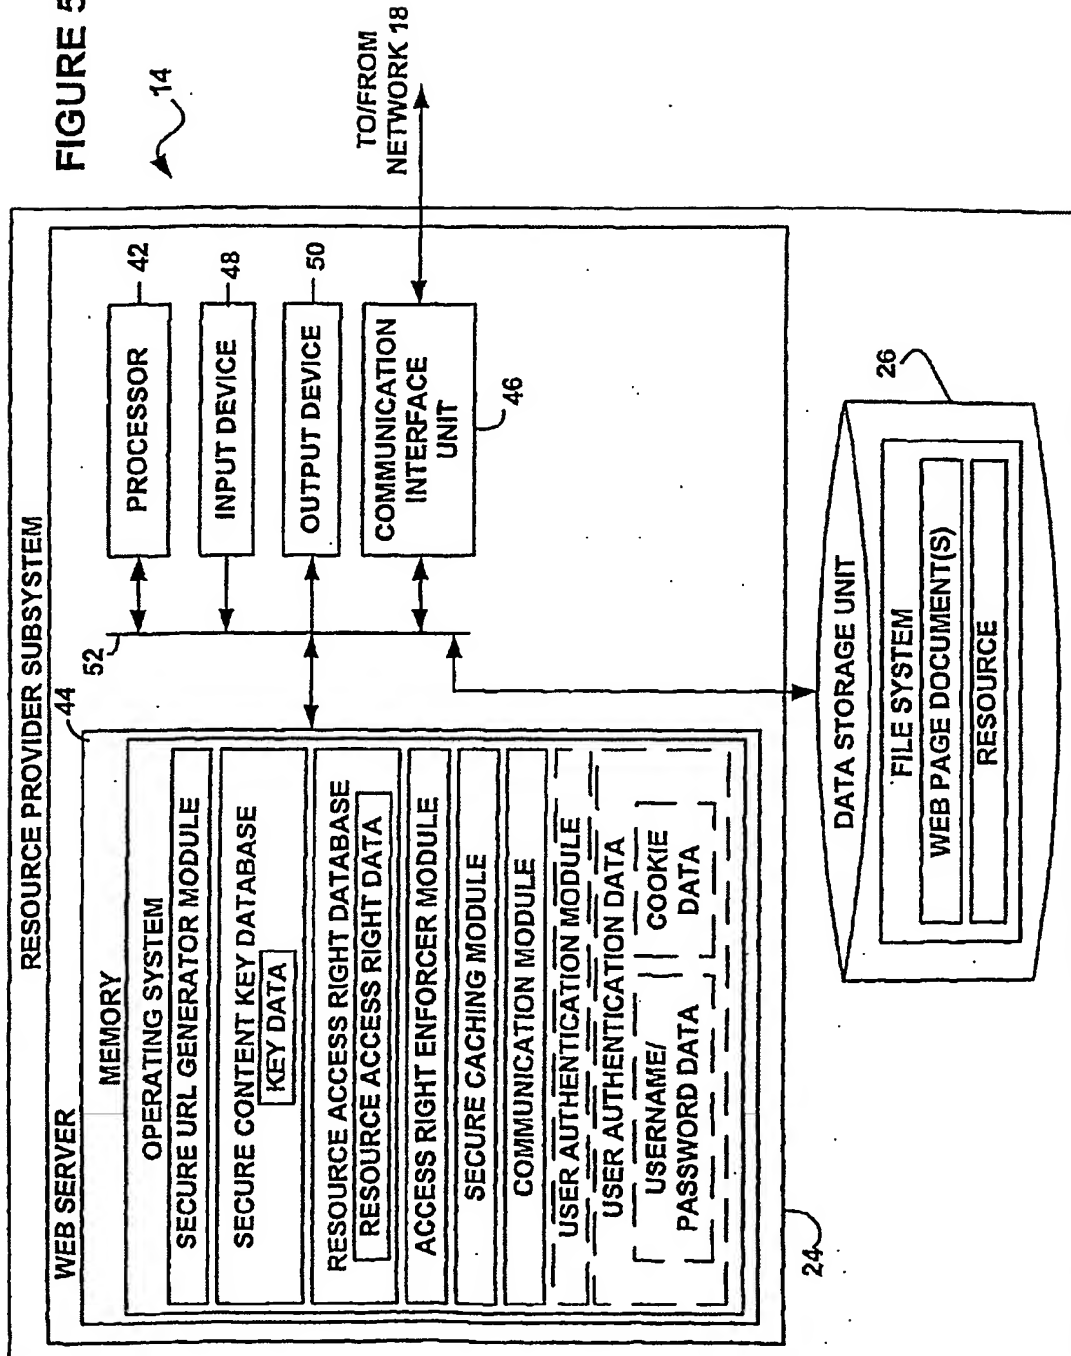 FIGURE 5
14
RESOURCE PROVIDER SUBSYSTEM
WEB SERVER
44
MEMORY
OPERATING SYSTEM
SECURE URL GENERATOR MODULE
SECURE CONTENT KEY DATABASE
KEY DATA
RESOURCE ACCESS RIGHT DATABASE
RESOURCE ACCESS RIGHT DATA
ACCESS RIGHT ENFORCER MODULE
SECURE CACHING MODULE
COMMUNICATION MODULE
USER AUTHENTICATION MODULE
USER AUTHENTICATION DATA
USERNAME/
PASSWORD DATA
COOKIE
DATA
24
52
PROCESSOR
42
INPUT DEVICE
48
OUTPUT DEVICE
50
COMMUNICATION
INTERFACE
UNIT
46
TO/FROM
NETWORK 18
DATA STORAGE UNIT
26
FILE SYSTEM
WEB PAGE DOCUMENT(S)
RESOURCE